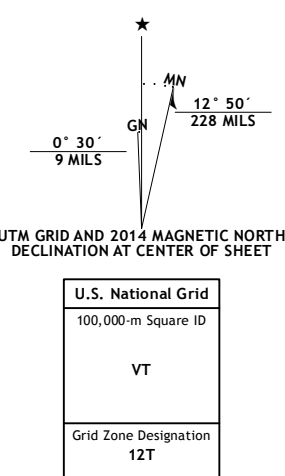 ★
MN
GN
12° 50´
228 MILS
0° 30´
9 MILS
UTM GRID AND 2014 MAGNETIC NORTH
DECLINATION AT CENTER OF SHEET
U.S. National Grid
100,000-m Square ID
VT
Grid Zone Designation
12T